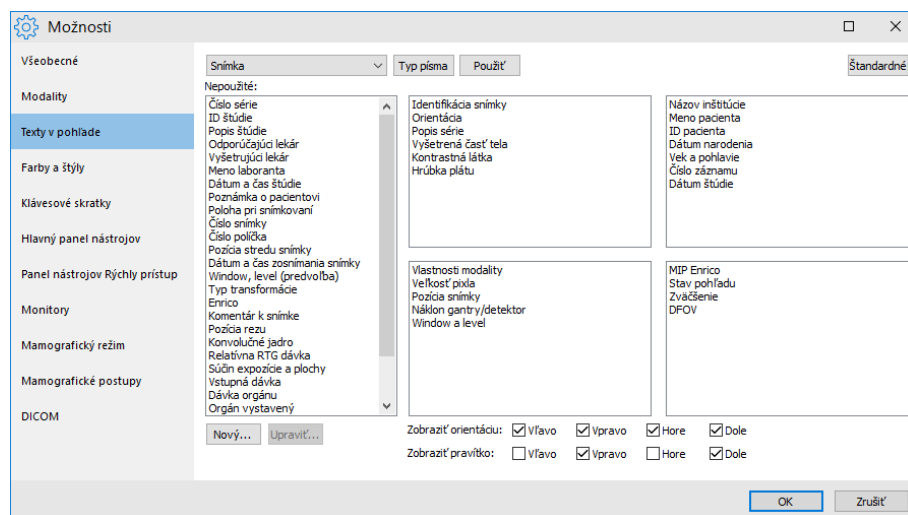 Možnosti
Všeobecné
Modality
Texty v pohľade
Farby a štýly
Klávesové skratky
Hlavný panel nástrojov
Panel nástrojov Rýchly prístup
Monitory
Mamografický režim
Mamografické postupy
DICOM
Snímka
Typ písma
Použiť
Štandardné
Nepoužité:
Číslo série
ID štúdie
Popis štúdie
Odporúčajúci lekár
Vyšetrujúci lekár
Meno laboranta
Dátum a čas štúdie
Poznámka o pacientovi
Poloha pri snímkovaní
Číslo snímky
Číslo políčka
Pozícia stredu snímky
Dátum a čas zosnímania snímky
Window, level (predvoľba)
Typ transformácie
Enrico
Komentár k snímke
Pozícia rezu
Konvolučné jadro
Relatívna RTG dávka
Súčin expozície a plochy
Vstupná dávka
Dávka orgánu
Orgán vystavený
Identifikácia snímky
Orientácia
Popis série
Vyšetrená časť tela
Kontrastná látka
Hrúbka plátu
Názov inštitúcie
Meno pacienta
ID pacienta
Dátum narodenia
Vek a pohlavie
Číslo záznamu
Dátum štúdie
Vlastnosti modality
Veľkosť pixla
Pozícia snímky
Náklon gantry/detektor
Window a level
MIP Enrico
Stav pohľadu
Zväčšenie
DFOV
Nový...
Upraviť...
Zobraziť orientáciu: Vľavo Vpravo Hore Dole
Zobraziť pravítko: Vľavo Vpravo Hore Dole
OK
Zrušiť